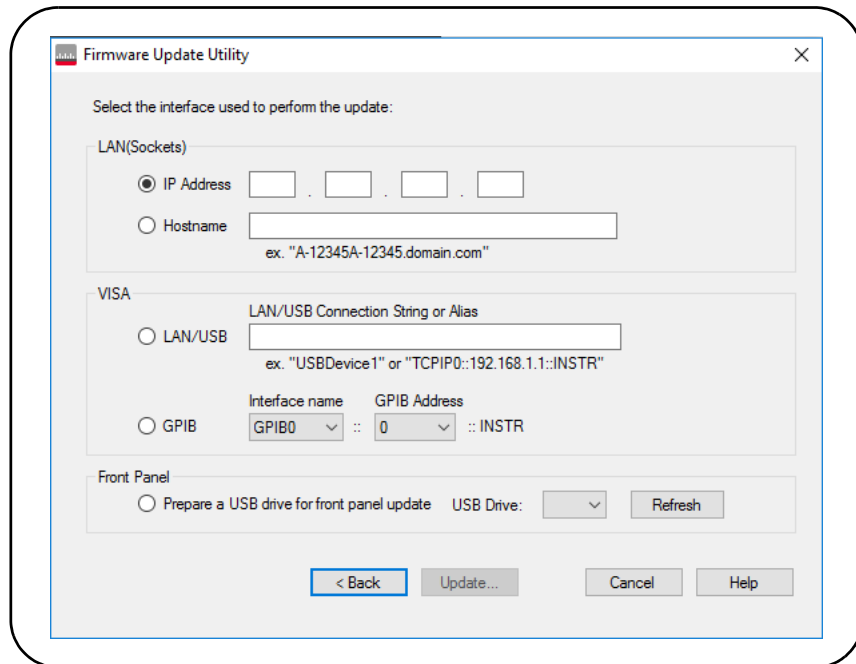 Firmware Update Utility
Select the interface used to perform the update:
LAN(Sockets)
IP Address . . .
Hostname
ex. "A-12345A-12345.domain.com"
VISA
LAN/USB Connection String or Alias
LAN/USB
ex. "USBDevice1" or "TCPIP0::192.168.1.1::INSTR"
Interface name GPIB Address
GPIB GPIB0 :: 0 :: INSTR
Front Panel
Prepare a USB drive for front panel update USB Drive: Refresh
< Back Update... Cancel Help